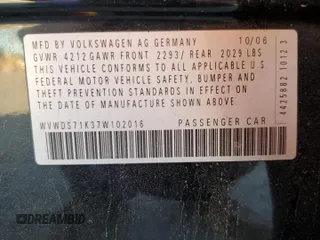 MFD BY VOLKSWAGEN AG GERMANY 10/06
GVWR 4212 GAWR FRONT 2293/ REAR 2029 LBS
THIS VEHICLE CONFORMS TO ALL APPLICABLE
FEDERAL MOTOR VEHICLE SAFETY, BUMPER AND
THEFT PREVENTION STANDARDS IN EFFECT ON
THE DATE OF MANUFACTURE SHOWN ABOVE
WVWDS71K37W102016 PASSENGER CAR
4425882 1012 3
DREAMBID